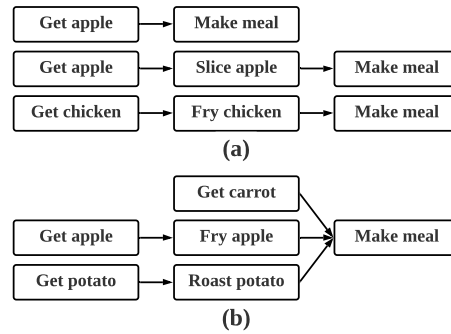 Get apple Make meal
Get apple Slice apple Make meal
Get chicken Fry chicken Make meal
(a)
Get carrot
Get apple Fry apple Make meal
Get potato Roast potato
(b)